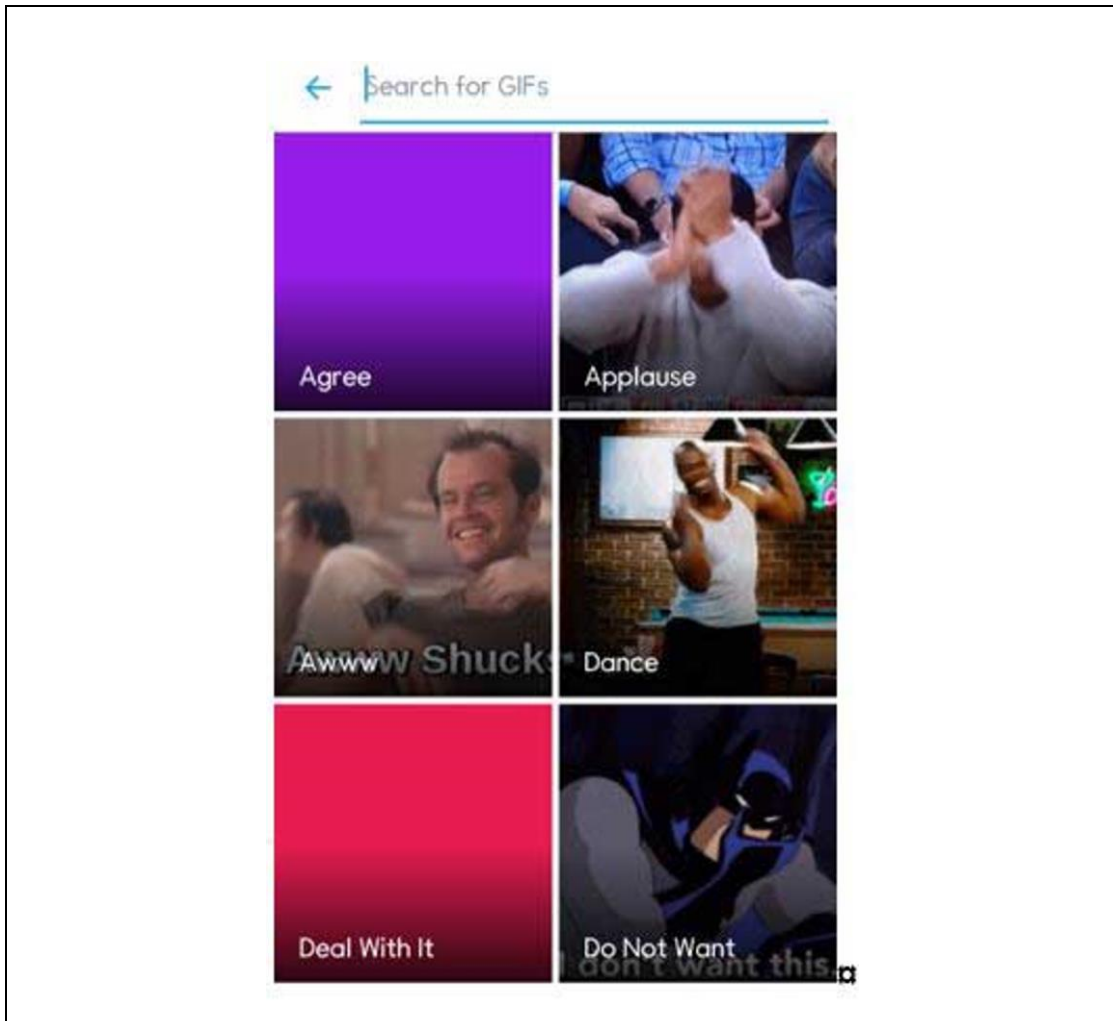 Search for GIFs
Agree
Applause
Awww Shucks
Awww
Dance
Deal With It
Do Not Want
I don't want this.